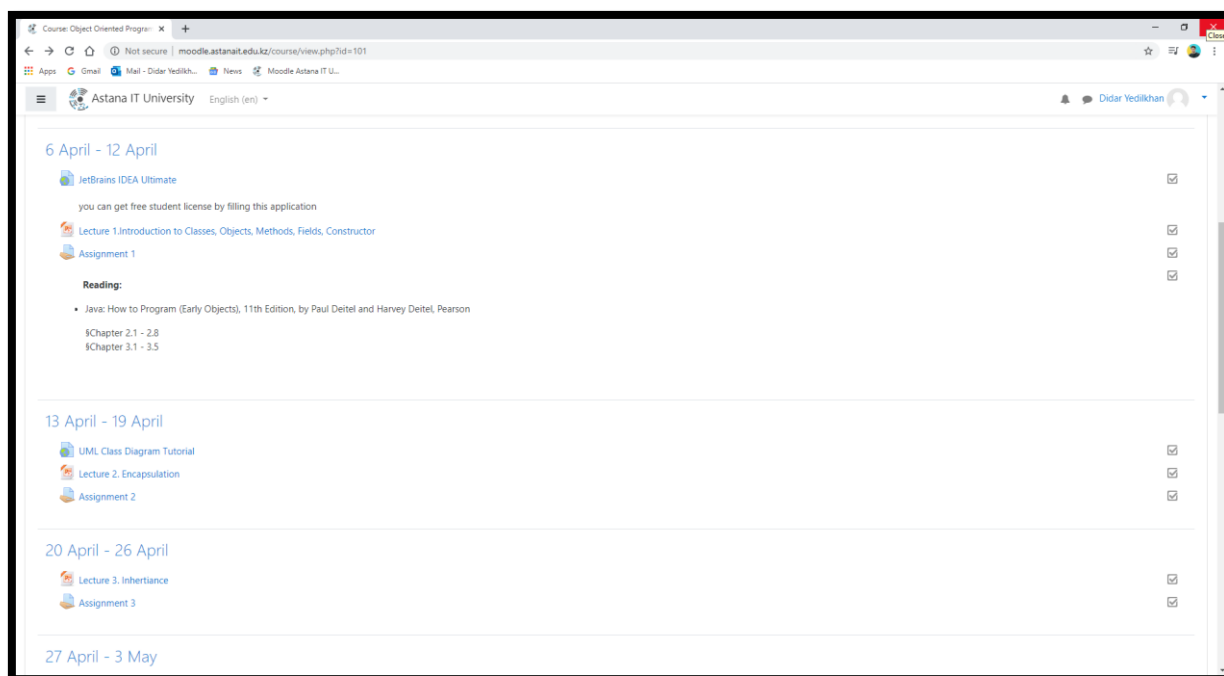 Course: Object Oriented Progra
Close
Not secure | moodle.astanait.edu.kz/course/view.php?id=101
Apps Gmail Mail - Didar Yedilkh... News Moodle Astana IT U...
Astana IT University English (en) Didar Yedilkhan
6 April - 12 April
JetBrains IDEA Ultimate
you can get free student license by filling this application
Lecture 1.Introduction to Classes, Objects, Methods, Fields, Constructor
Assignment 1
Reading:
• Java: How to Program (Early Objects), 11th Edition, by Paul Deitel and Harvey Deitel, Pearson
§Chapter 2.1 - 2.8
§Chapter 3.1 - 3.5
13 April - 19 April
UML Class Diagram Tutorial
Lecture 2. Encapsulation
Assignment 2
20 April - 26 April
Lecture 3. Inhertiance
Assignment 3
27 April - 3 May